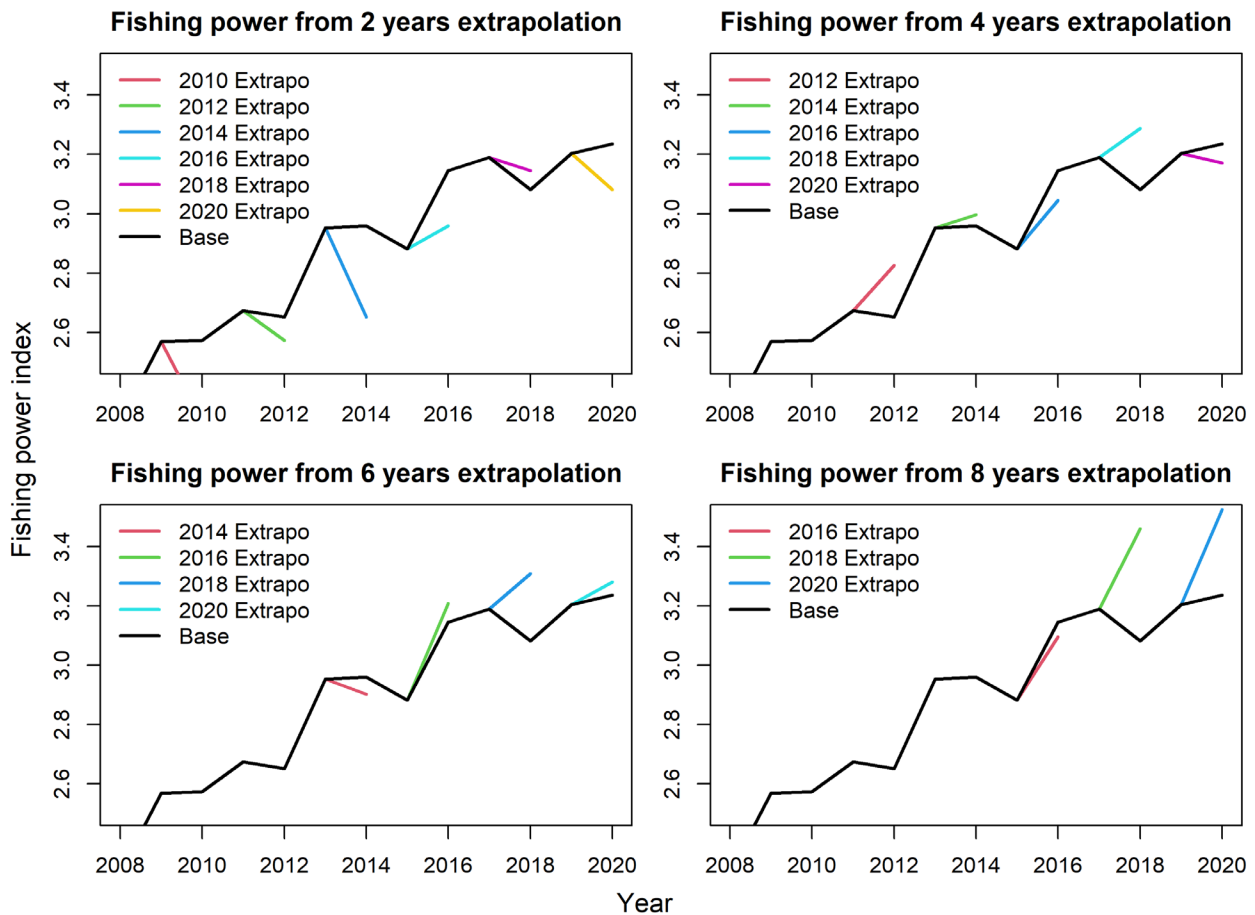 Fishing power from 2 years extrapolation
3.4
3.2
3.0
2.8
2.6
2010 Extrapo
2012 Extrapo
2014 Extrapo
2016 Extrapo
2018 Extrapo
2020 Extrapo
Base
2008 2010 2012 2014 2016 2018 2020
Fishing power from 4 years extrapolation
3.4
3.2
3.0
2.8
2.6
2012 Extrapo
2014 Extrapo
2016 Extrapo
2018 Extrapo
2020 Extrapo
Base
2008 2010 2012 2014 2016 2018 2020
Fishing power index
Fishing power from 6 years extrapolation
3.4
3.2
3.0
2.8
2.6
2014 Extrapo
2016 Extrapo
2018 Extrapo
2020 Extrapo
Base
2008 2010 2012 2014 2016 2018 2020
Fishing power from 8 years extrapolation
3.4
3.2
3.0
2.8
2.6
2016 Extrapo
2018 Extrapo
2020 Extrapo
Base
2008 2010 2012 2014 2016 2018 2020
Year